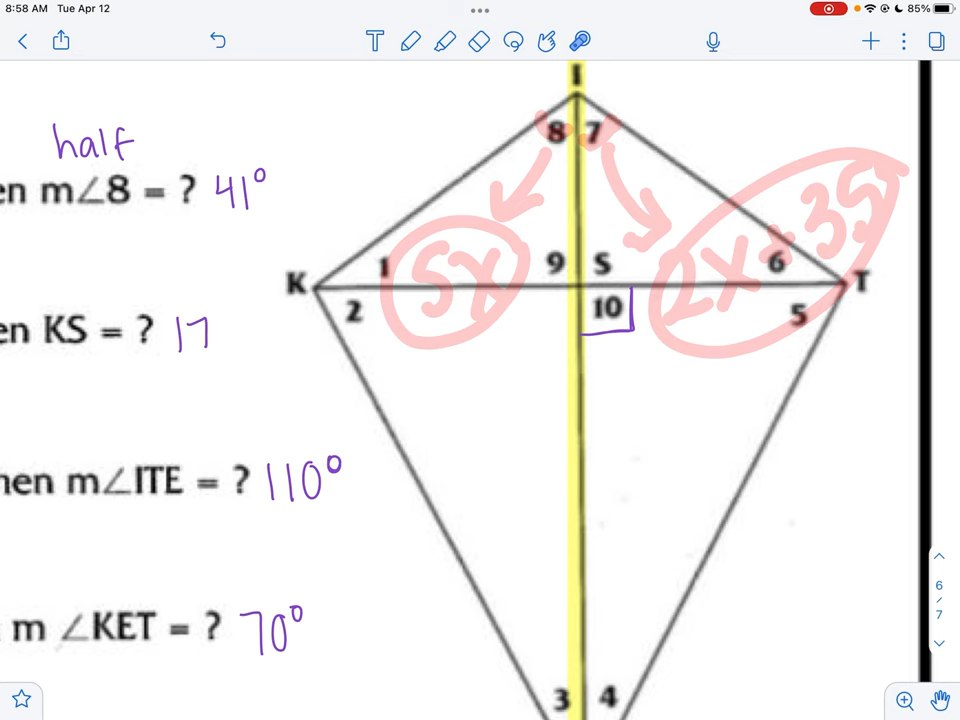 8:58 AM Tue Apr 12
85%
half
en m∠8 = ? 41°
en KS = ? 17
hen m∠ITE = ? 110°
m ∠KET = ? 70°
I
8 7
5x
2x+35
K 1 9 S 6 T
2 10 5
3 4
6
7